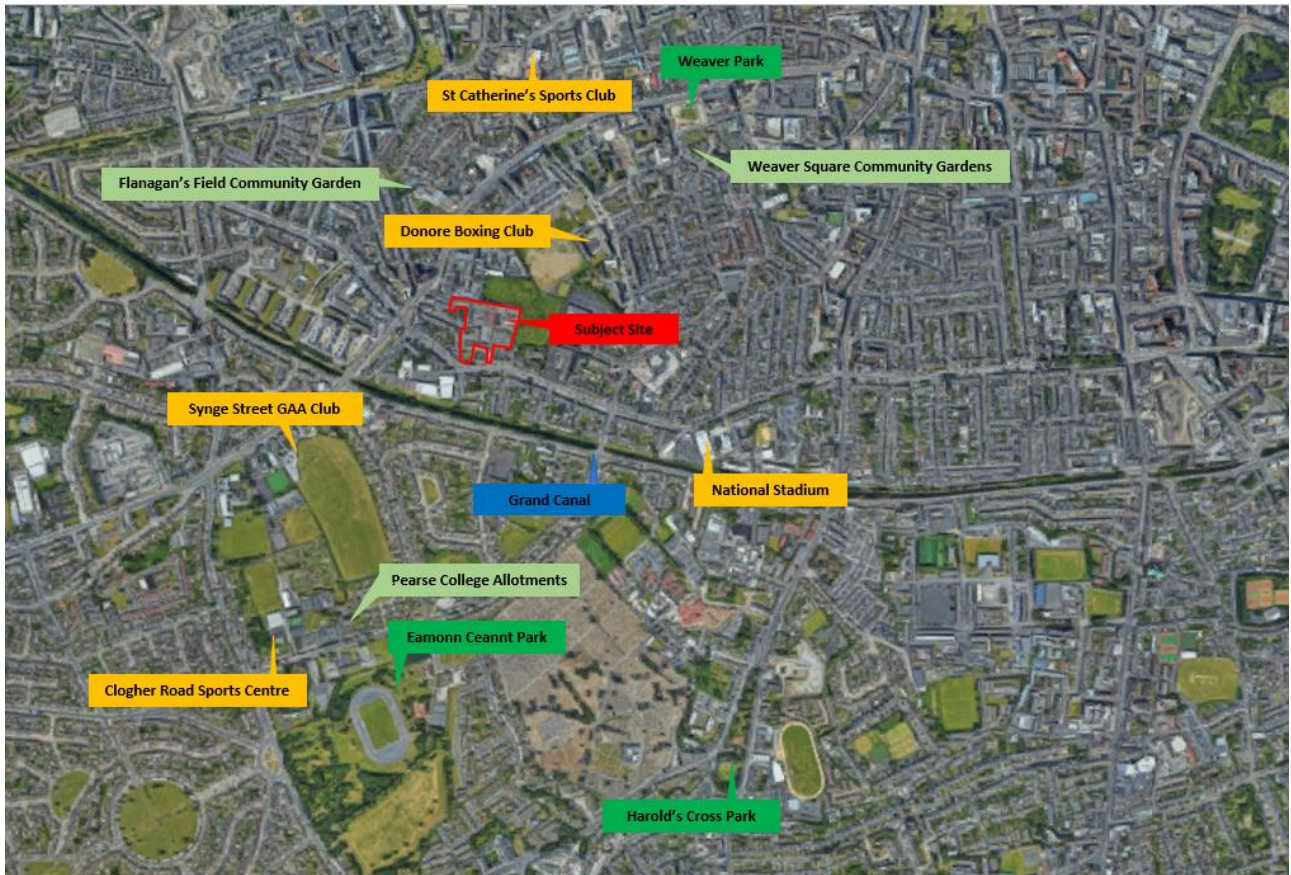 Weaver Park
St Catherine's Sports Club
Weaver Square Community Gardens
Flanagan's Field Community Garden
Donore Boxing Club
Subject Site
Synge Street GAA Club
National Stadium
Grand Canal
Pearse College Allotments
Eamonn Ceannt Park
Clogher Road Sports Centre
Harold's Cross Park